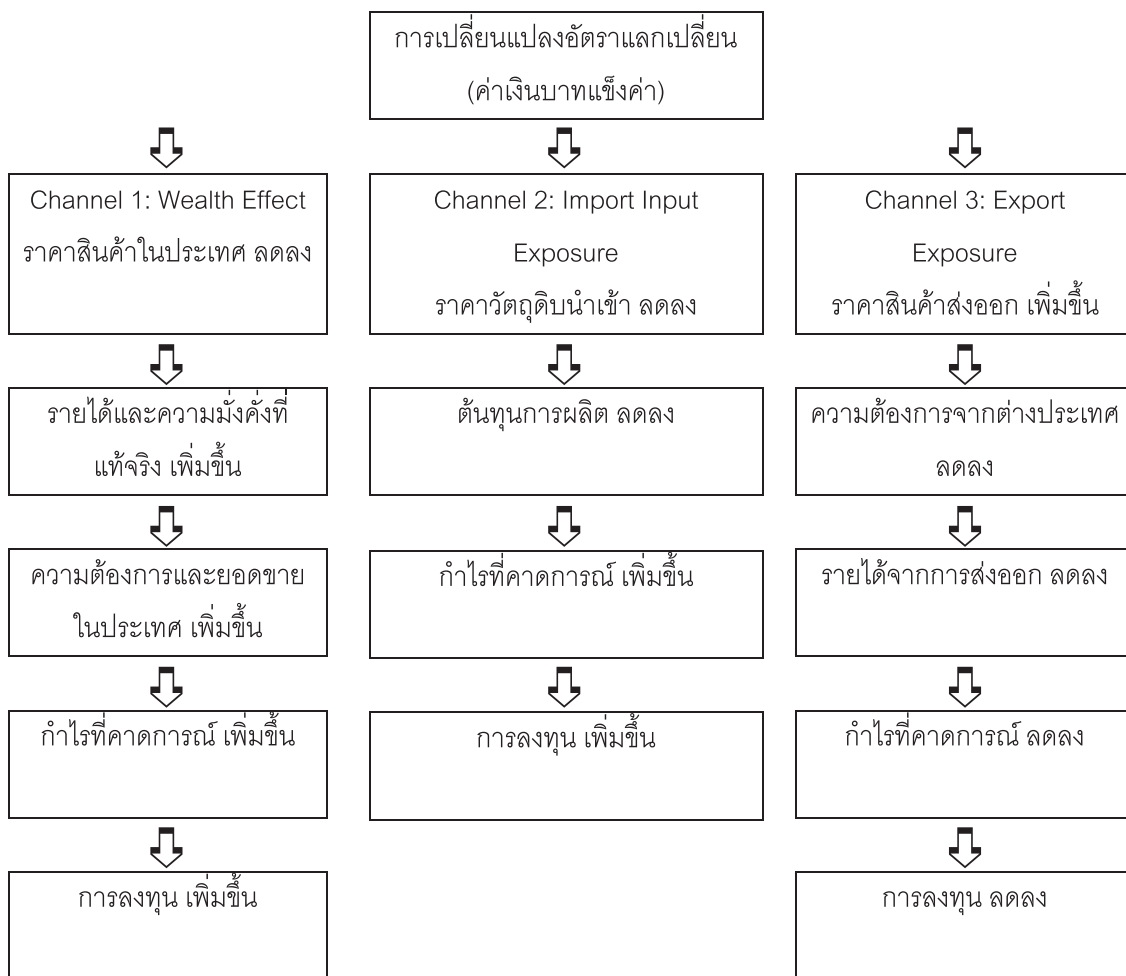 การเปลี่ยนแปลงอัตราแลกเปลี่ยน
(ค่าเงินบาทแข็งค่า)
Channel 1: Wealth Effect
ราคาสินค้าในประเทศ ลดลง
รายได้และความมั่งคั่งที่
แท้จริง เพิ่มขึ้น
ความต้องการและยอดขาย
ในประเทศ เพิ่มขึ้น
กำไรที่คาดการณ์ เพิ่มขึ้น
การลงทุน เพิ่มขึ้น
Channel 2: Import Input
Exposure
ราคาวัตถุดิบนำเข้า ลดลง
ต้นทุนการผลิต ลดลง
กำไรที่คาดการณ์ เพิ่มขึ้น
การลงทุน เพิ่มขึ้น
Channel 3: Export
Exposure
ราคาสินค้าส่งออก เพิ่มขึ้น
ความต้องการจากต่างประเทศ
ลดลง
รายได้จากการส่งออก ลดลง
กำไรที่คาดการณ์ ลดลง
การลงทุน ลดลง